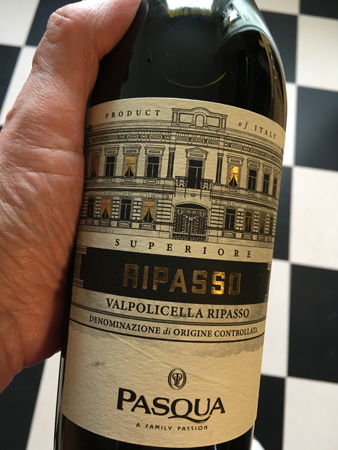 PRODUCT of ITALY
SUPERIORE
RIPASSO
VALPOLICELLA RIPASSO
DENOMINAZIONE di ORIGINE CONTROLLATA
PASQUA
A FAMILY PASSION